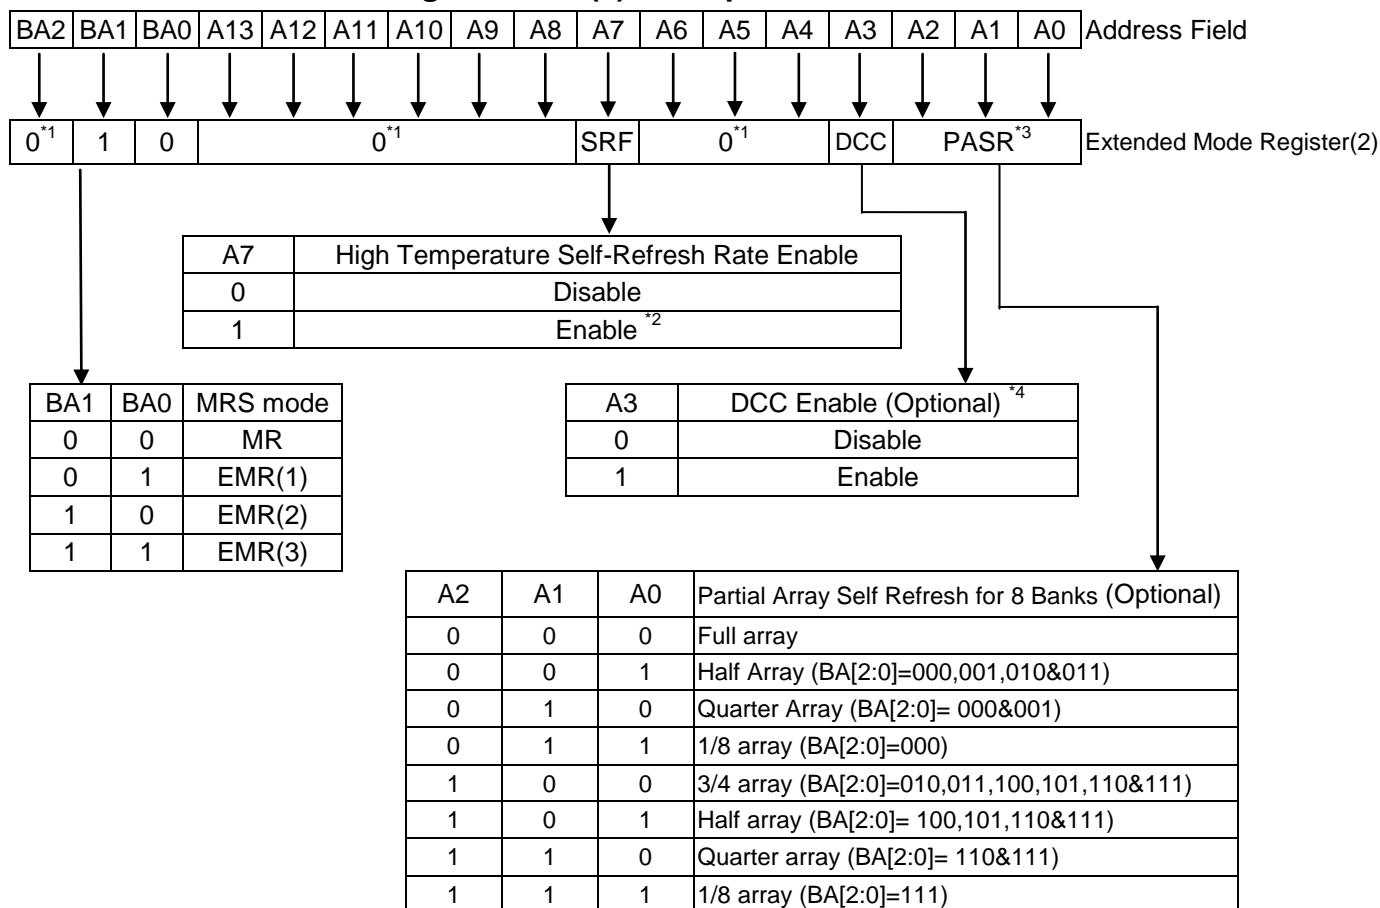 BA2 BA1 BA0 A13 A12 A11 A10 A9 A8 A7 A6 A5 A4 A3 A2 A1 A0 Address Field
0*1 1 0 0*1 SRF 0*1 DCC PASR*3 Extended Mode Register(2)
A7 High Temperature Self-Refresh Rate Enable
0 Disable
1 Enable *2
BA1 BA0 MRS mode
0 0 MR
0 1 EMR(1)
1 0 EMR(2)
1 1 EMR(3)
A3 DCC Enable (Optional) *4
0 Disable
1 Enable
A2 A1 A0 Partial Array Self Refresh for 8 Banks (Optional)
0 0 0 Full array
0 0 1 Half Array (BA[2:0]=000,001,010&011)
0 1 0 Quarter Array (BA[2:0]= 000&001)
0 1 1 1/8 array (BA[2:0]=000)
1 0 0 3/4 array (BA[2:0]=010,011,100,101,110&111)
1 0 1 Half array (BA[2:0]= 100,101,110&111)
1 1 0 Quarter array (BA[2:0]= 110&111)
1 1 1 1/8 array (BA[2:0]=111)